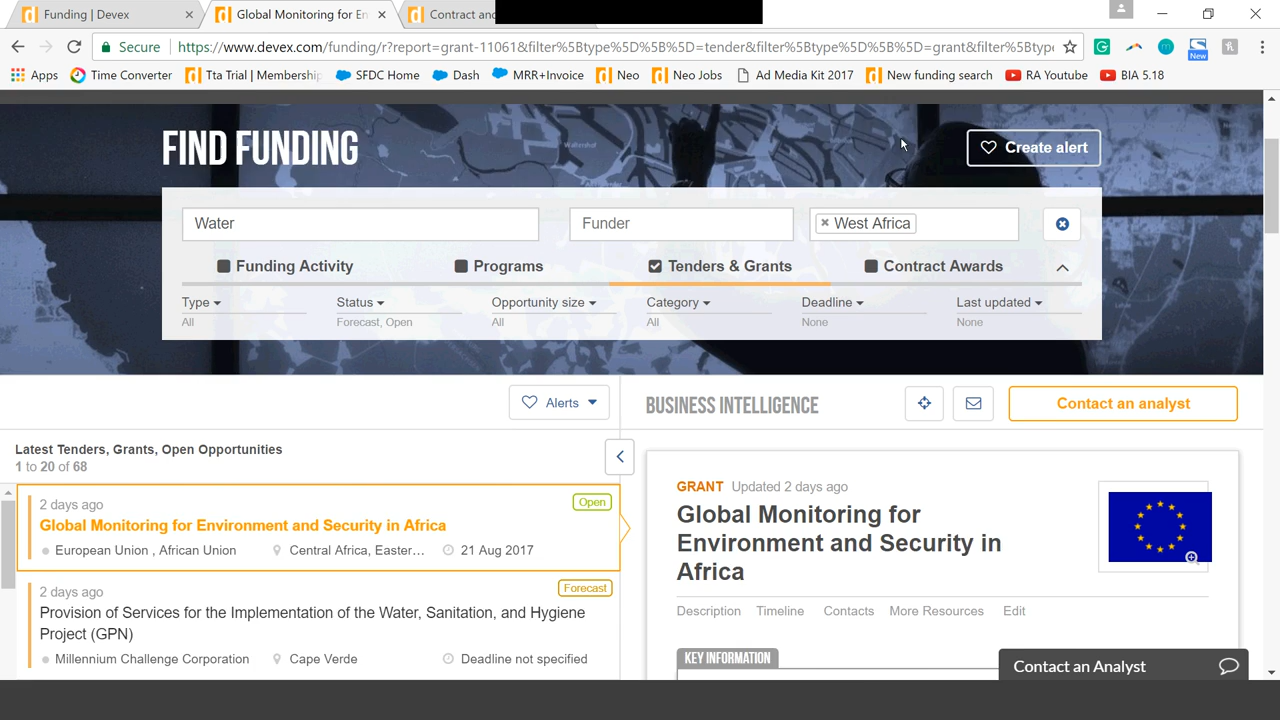 Funding | Devex
Global Monitoring for En
Contract and
Secure https://www.devex.com/funding/r?report=grant-11661&filter%5Btype%5D%5B%5D=tender&filter%5Btype%5D%5B%5D=grant&filter%5Btype
Apps Time Converter Tta Trial | Membership SFDC Home Dash MRR+Invoice Neo Neo Jobs Ad Media Kit 2017 New funding search RA Youtube BIA 5.18
New
FIND FUNDING
Create alert
Water Funder × West Africa
Funding Activity Programs Tenders & Grants Contract Awards
Type Status Opportunity size Category Deadline Last updated
All Forecast, Open All All None None
Alerts
BUSINESS INTELLIGENCE
Contact an analyst
Latest Tenders, Grants, Open Opportunities
1 to 20 of 68
2 days ago Open
Global Monitoring for Environment and Security in Africa
European Union , African Union Central Africa, Easter... 21 Aug 2017
2 days ago Forecast
Provision of Services for the Implementation of the Water, Sanitation, and Hygiene
Project (GPN)
Millennium Challenge Corporation Cape Verde Deadline not specified
GRANT Updated 2 days ago
Global Monitoring for
Environment and Security in
Africa
Description Timeline Contacts More Resources Edit
KEY INFORMATION
Contact an Analyst